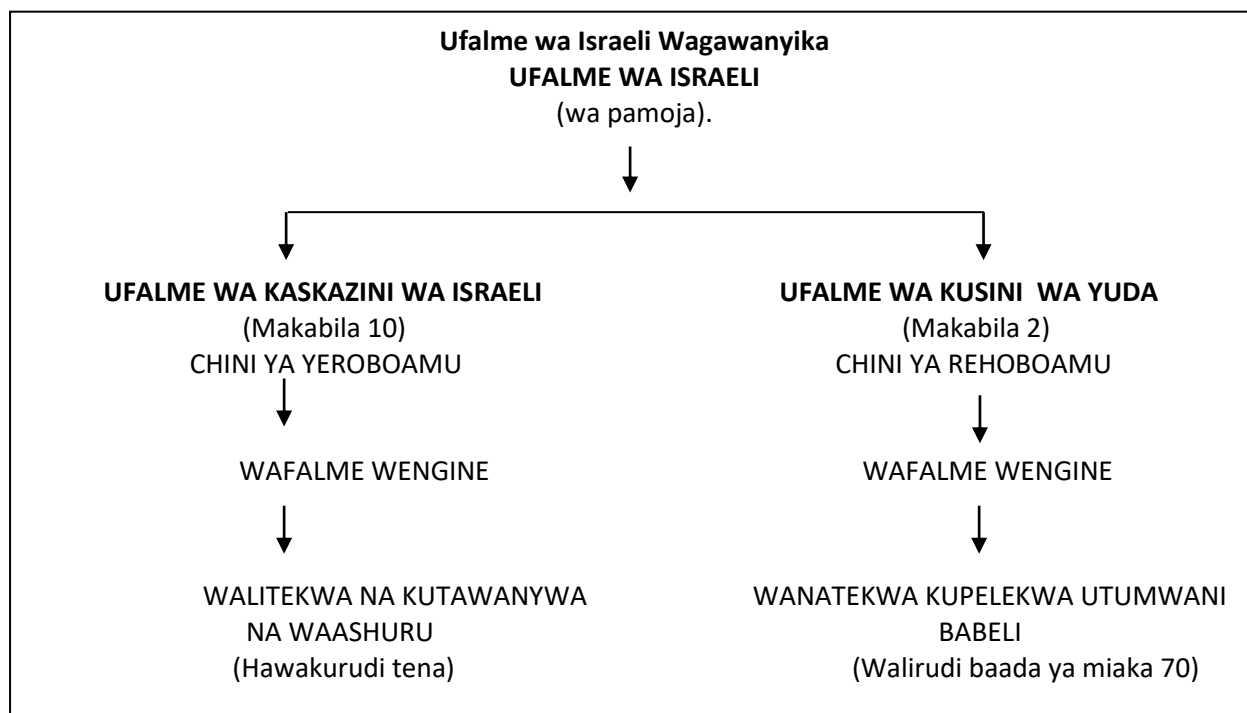 Ufalme wa Israeli Wagawanyika
UFALME WA ISRAELI
(wa pamoja).
UFALME WA KASKAZINI WA ISRAELI
(Makabila 10)
CHINI YA YEROBOAMU
WAFALME WENGINE
WALITEKWA NA KUTAWANYWA
NA WAASHURU
(Hawakurudi tena)
UFALME WA KUSINI WA YUDA
(Makabila 2)
CHINI YA REHOBOAMU
WAFALME WENGINE
WANATEKWA KUPELEKWA UTUMWANI
BABELI
(Walirudi baada ya miaka 70)